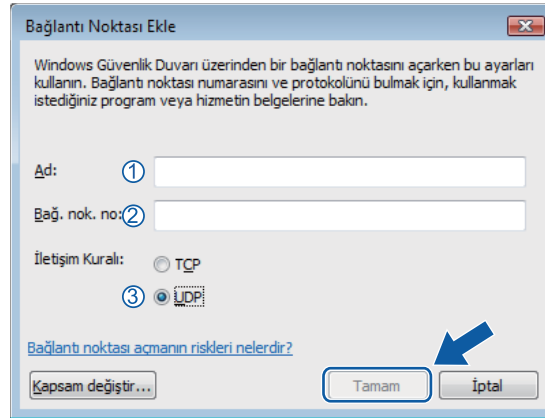 Bağlantı Noktası Ekle
Windows Güvenlik Duvarı üzerinden bir bağlantı noktasını açarken bu ayarları
kullanın. Bağlantı noktası numarasını ve protokolünü bulmak için, kullanmak
istediğiniz program veya hizmetin belgelerine bakın.
Ad: 1
Bağ. nok. no: 2
İletişim Kuralı: TCP
3 UDP
Bağlantı noktası açmanın riskleri nelerdir?
Kapsam değiştir... Tamam İptal